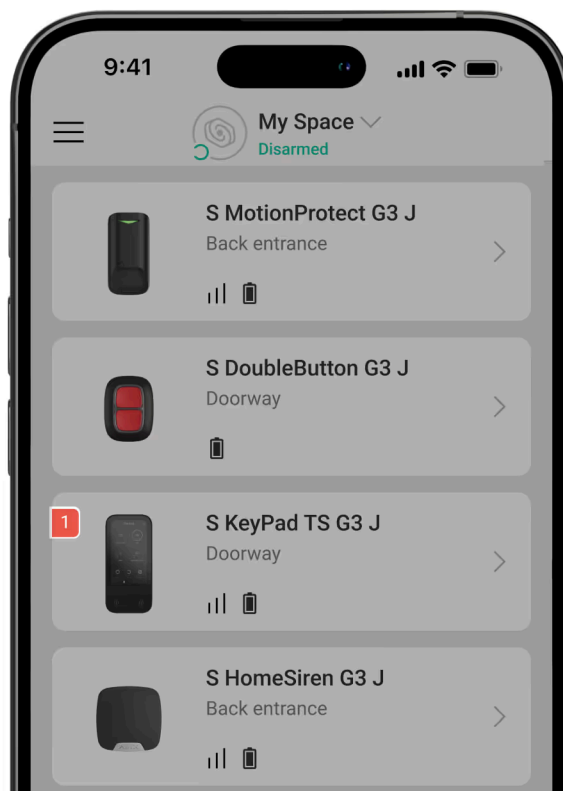 9:41
My Space
Disarmed
S MotionProtect G3 J
Back entrance
S DoubleButton G3 J
Doorway
1
S KeyPad TS G3 J
Doorway
S HomeSiren G3 J
Back entrance